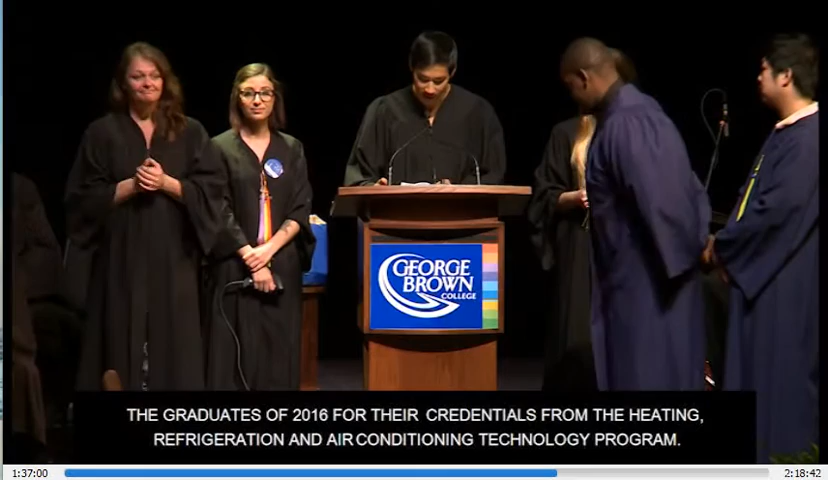 GEORGE
BROWN
COLLEGE
THE GRADUATES OF 2016 FOR THEIR CREDENTIALS FROM THE HEATING,
REFRIGERATION AND AIR CONDITIONING TECHNOLOGY PROGRAM.
1:37:00 2:18:42